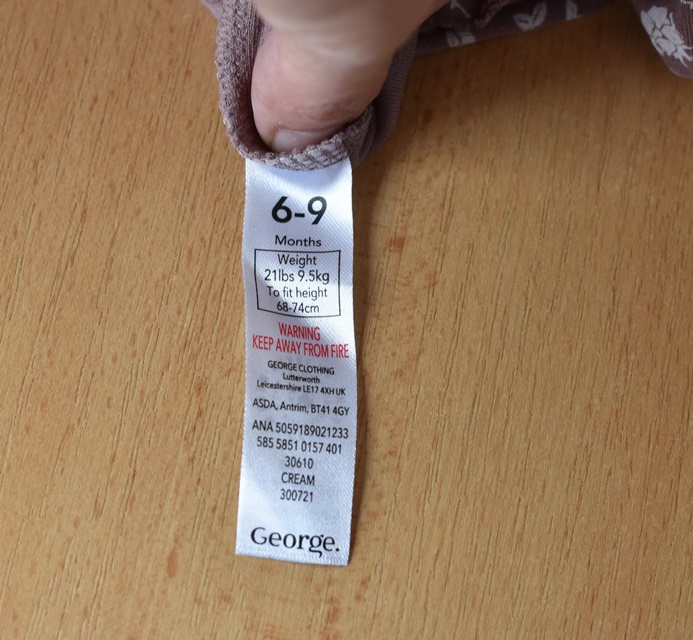 6-9
Months
Weight
21lbs 9.5kg
To fit height
68-74cm
WARNING
KEEP AWAY FROM FIRE
GEORGE CLOTHING
Lutterworth
Leicestershire LE17 4XH UK
ASDA, Antrim, BT41 4GY
ANA 5059189021233
585 5851 0157 401
30610
CREAM
300721
George.